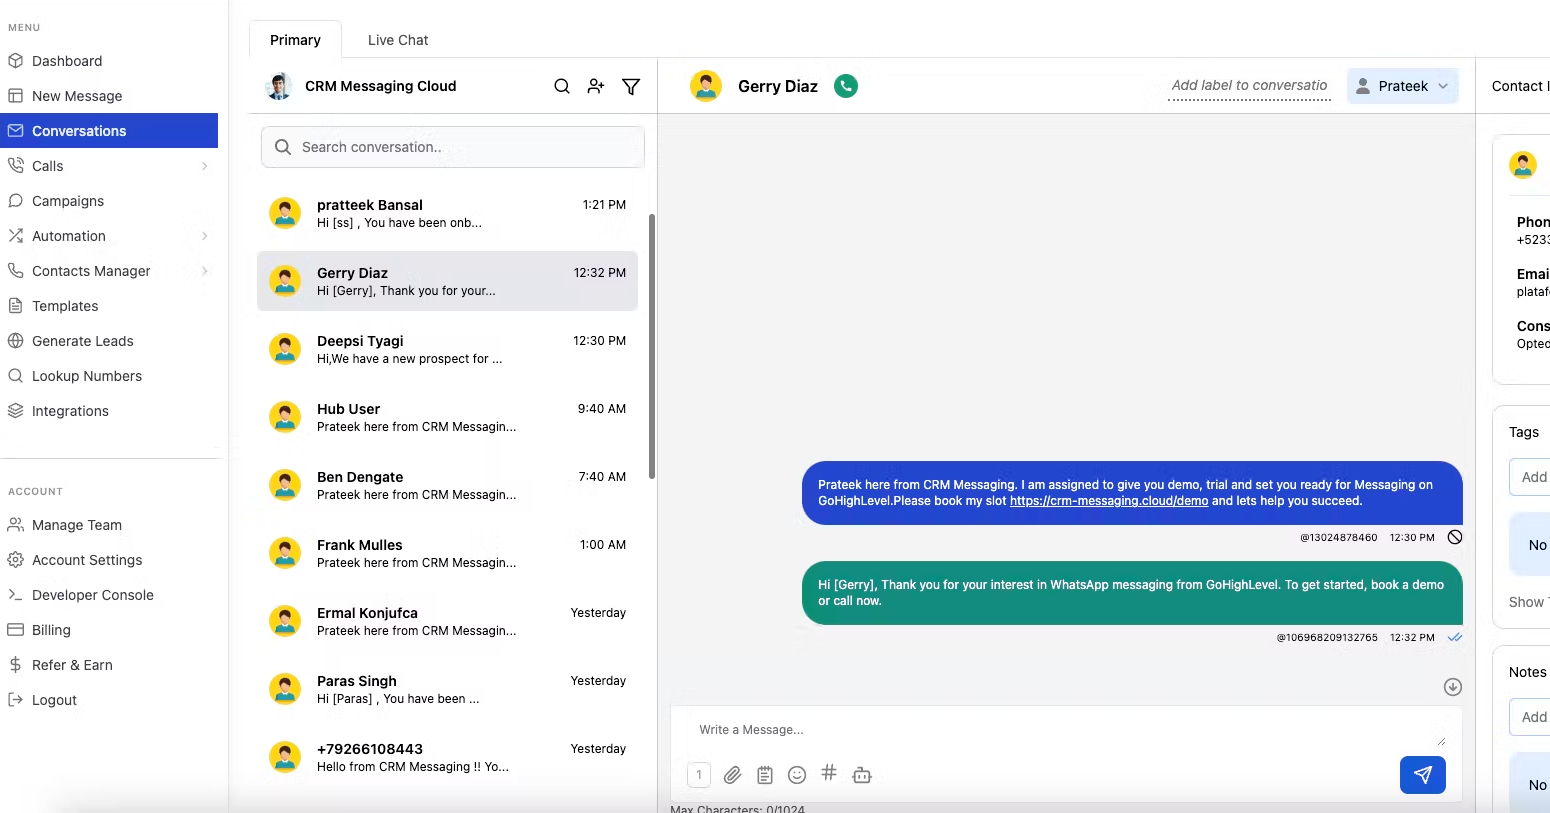 MENU
Dashboard
New Message
Conversations
Calls
Campaigns
Automation
Contacts Manager
Templates
Generate Leads
Lookup Numbers
Integrations
ACCOUNT
Manage Team
Account Settings
Developer Console
Billing
Refer & Earn
Logout
Primary
Live Chat
CRM Messaging Cloud
Search conversation..
pratteek Bansal
1:21 PM
Hi [ss] , You have been onb...
Gerry Diaz
12:32 PM
Hi [Gerry], Thank you for your...
Deepsi Tyagi
12:30 PM
Hi,We have a new prospect for ...
Hub User
9:40 AM
Prateek here from CRM Messagin...
Ben Dengate
7:40 AM
Prateek here from CRM Messagin...
Frank Mulles
1:00 AM
Prateek here from CRM Messagin...
Ermal Konjufca
Yesterday
Prateek here from CRM Messagin...
Paras Singh
Yesterday
Hi [Paras] , You have been ...
+79266108443
Yesterday
Hello from CRM Messaging !! Yo...
Gerry Diaz
Add label to conversatio
Prateek
Prateek here from CRM Messaging. I am assigned to give you demo, trial and set you ready for Messaging on
GoHighLevel.Please book my slot https://crm-messaging.cloud/demo and lets help you succeed.
@13024878460 12:30 PM
Hi [Gerry], Thank you for your interest in WhatsApp messaging from GoHighLevel. To get started, book a demo
or call now.
@106968209132765 12:32 PM
Write a Message...
1
Max Characters: 0/1024
Contact I
Phon
+5233
Emai
plataf
Cons
Opted
Tags
Add
No
Show
Notes
Add
No